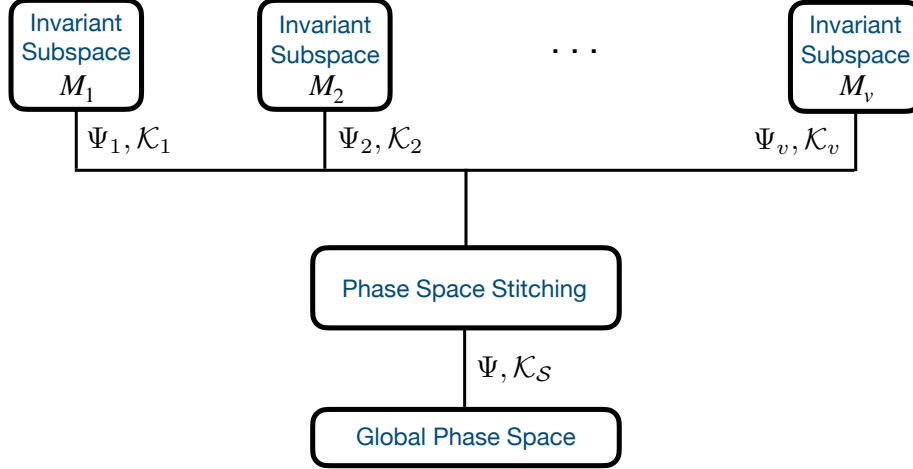 Invariant
Subspace
M₁
Invariant
Subspace
M₂
. . .
Invariant
Subspace
Mᵥ
Ψ₁, 𝒦₁
Ψ₂, 𝒦₂
Ψᵥ, 𝒦ᵥ
Phase Space Stitching
Ψ, 𝒦_𝒮
Global Phase Space